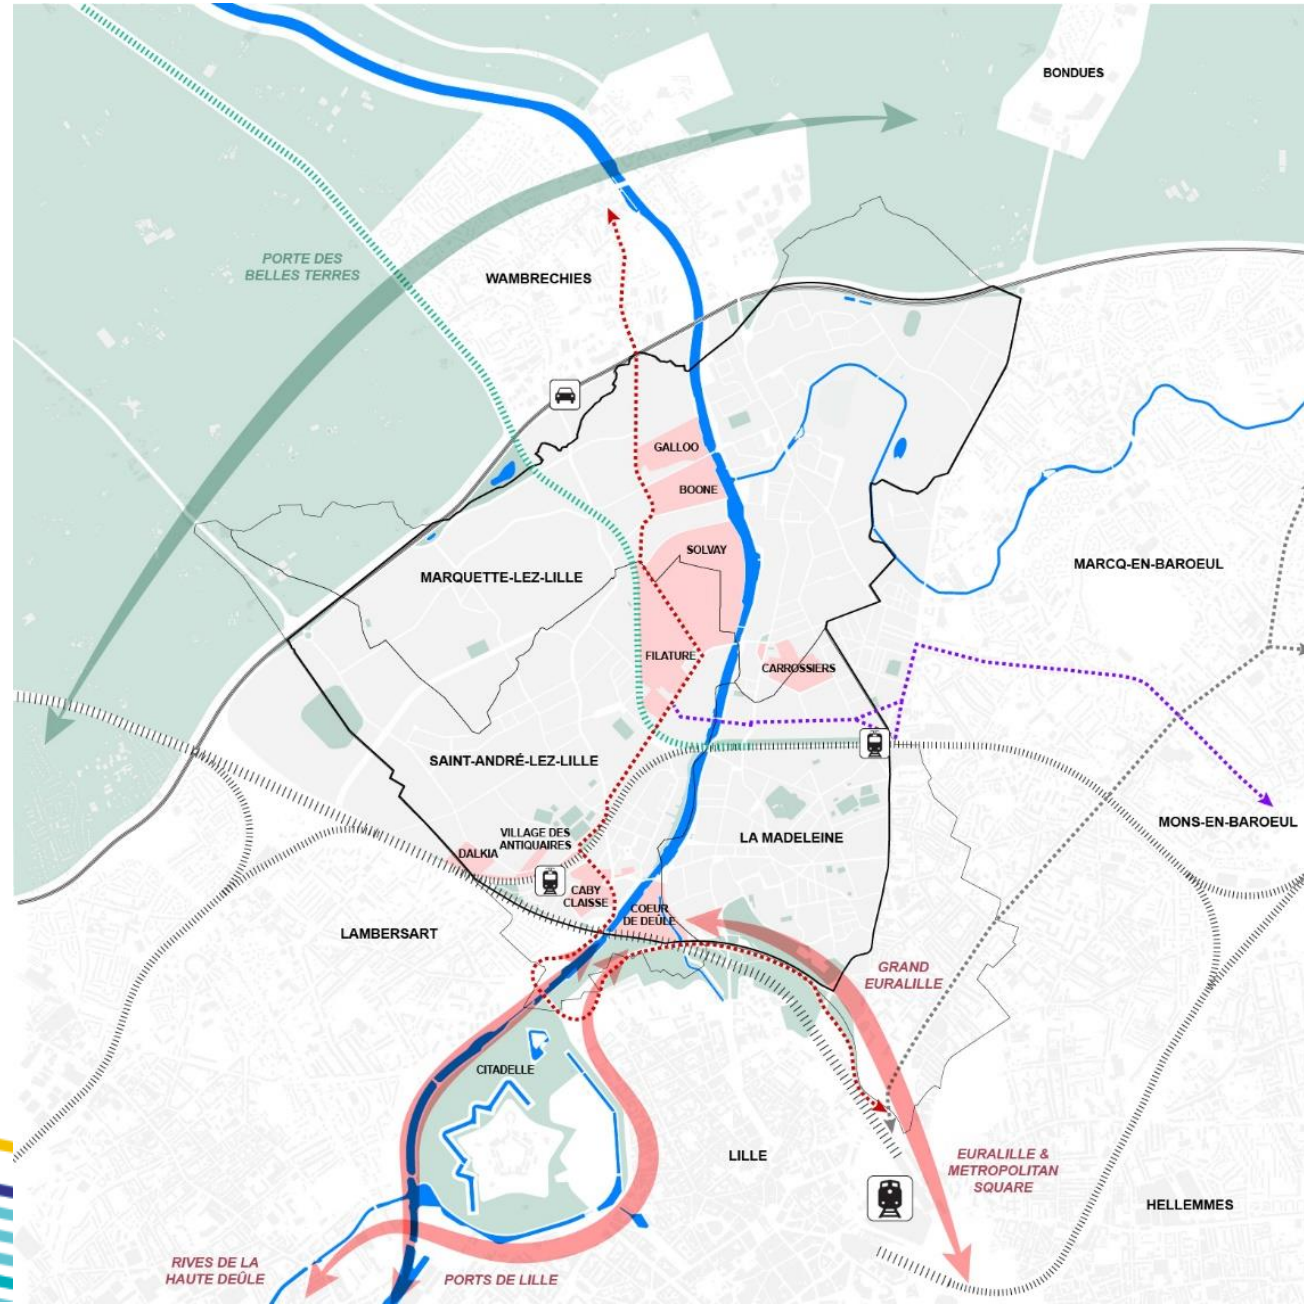 BONDUES
PORTE DES
BELLES TERRES
WAMBRECHIES
GALLOO
BOONE
SOLVAY
MARQUETTE-LEZ-LILLE
MARCQ-EN-BAROEUL
FILATURE
CARROSSIERS
SAINT-ANDRÉ-LEZ-LILLE
VILLAGE DES
ANTIQUAIRES
LA MADELEINE
MONS-EN-BAROEUL
DALKIA
CABY
CLAISSE
COEUR
DE DEÛLE
LAMBERSART
GRAND
EURALILLE
CITADELLE
LILLE
EURALILLE &
METROPOLITAN
SQUARE
HELLEMMES
RIVES DE LA
HAUTE DEÛLE
PORTS DE LILLE